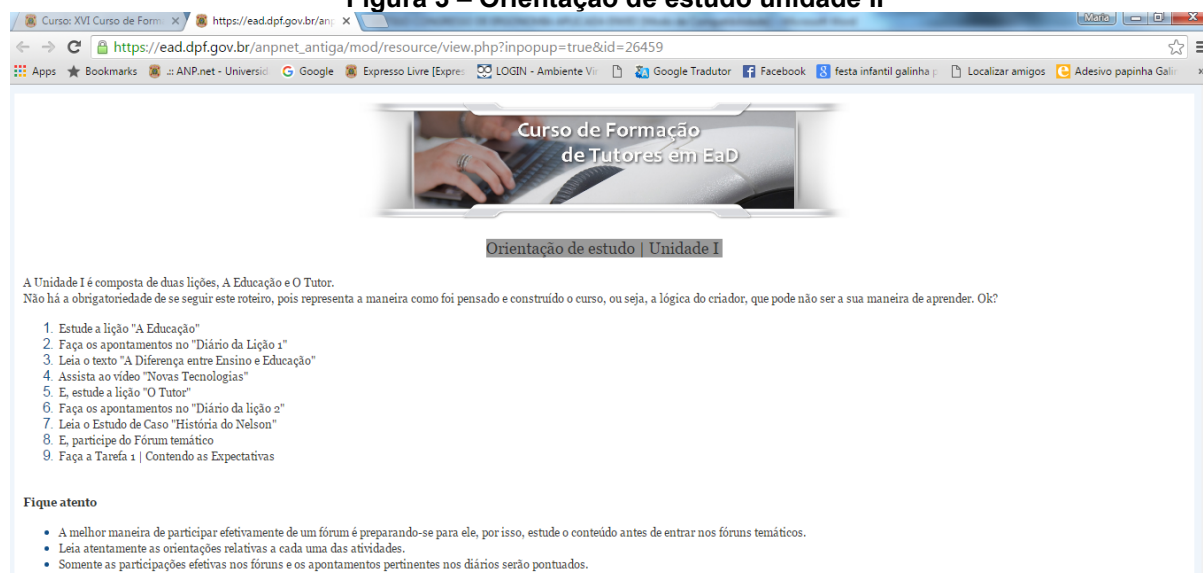 Figura 3 – Orientação de estudo unidade II
Curso: XVI Curso de Form
https://ead.dpf.gov.br/anp
Maria
https://ead.dpf.gov.br/anpnet_antiga/mod/resource/view.php?inpopup=true&id=26459
Apps Bookmarks .:: ANP.net - Universid Google Expresso Livre [Expres LOGIN - Ambiente Vir Google Tradutor Facebook festa infantil galinha p Localizar amigos Adesivo papinha Galin »
Curso de Formação
de Tutores em EaD
Orientação de estudo | Unidade I
A Unidade I é composta de duas lições, A Educação e O Tutor.
Não há a obrigatoriedade de se seguir este roteiro, pois representa a maneira como foi pensado e construído o curso, ou seja, a lógica do criador, que pode não ser a sua maneira de aprender. Ok?
1. Estude a lição "A Educação"
2. Faça os apontamentos no "Diário da Lição 1"
3. Leia o texto "A Diferença entre Ensino e Educação"
4. Assista ao vídeo "Novas Tecnologias"
5. E, estude a lição "O Tutor"
6. Faça os apontamentos no "Diário da lição 2"
7. Leia o Estudo de Caso "História do Nelson"
8. E, participe do Fórum temático
9. Faça a Tarefa 1 | Contendo as Expectativas
Fique atento
• A melhor maneira de participar efetivamente de um fórum é preparando-se para ele, por isso, estude o conteúdo antes de entrar nos fóruns temáticos.
• Leia atentamente as orientações relativas a cada uma das atividades.
• Somente as participações efetivas nos fóruns e os apontamentos pertinentes nos diários serão pontuados.